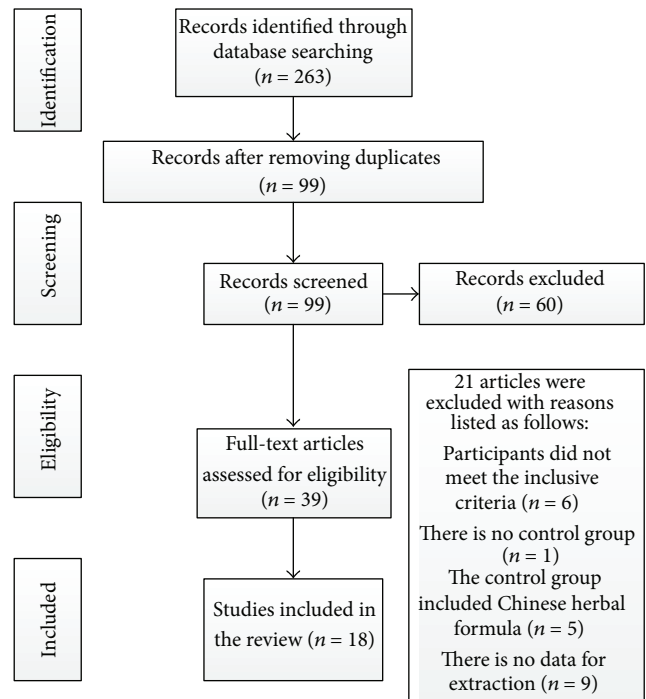 Identification
Records identified through
database searching
(n = 263)
Records after removing duplicates
(n = 99)
Screening
Records screened
(n = 99)
Records excluded
(n = 60)
Eligibility
Full-text articles
assessed for eligibility
(n = 39)
21 articles were
excluded with reasons
listed as follows:
Participants did not
meet the inclusive
criteria (n = 6)
There is no control group
(n = 1)
The control group
included Chinese herbal
formula (n = 5)
There is no data for
extraction (n = 9)
Included
Studies included in
the review (n = 18)